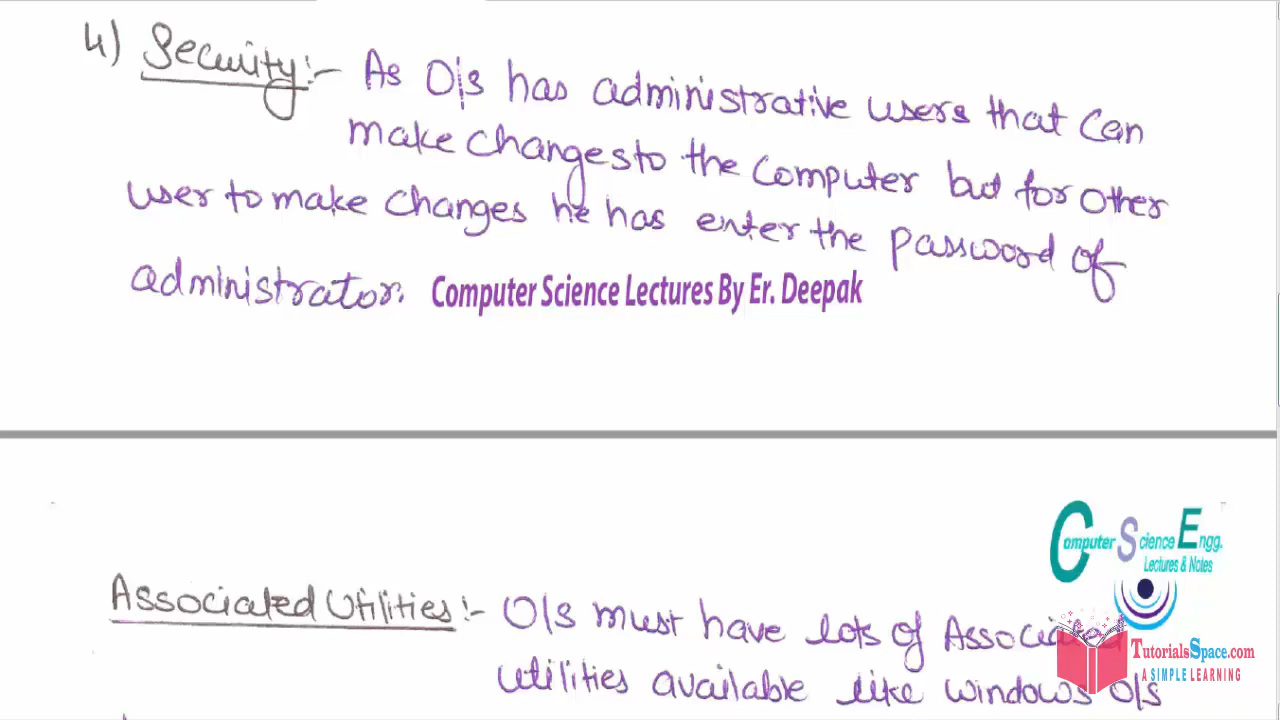 4) Security:- As O/S has administrative users that can
make changes to the computer but for other
user to make changes he has enter the password of
administrator. Computer Science Lectures By Er. Deepak
Computer Science Engg.
Lectures & Notes
Associated Utilities:- O/S must have lots of Associated
utilities available like windows O/S
TutorialsSpace.com
A SIMPLE LEARNING